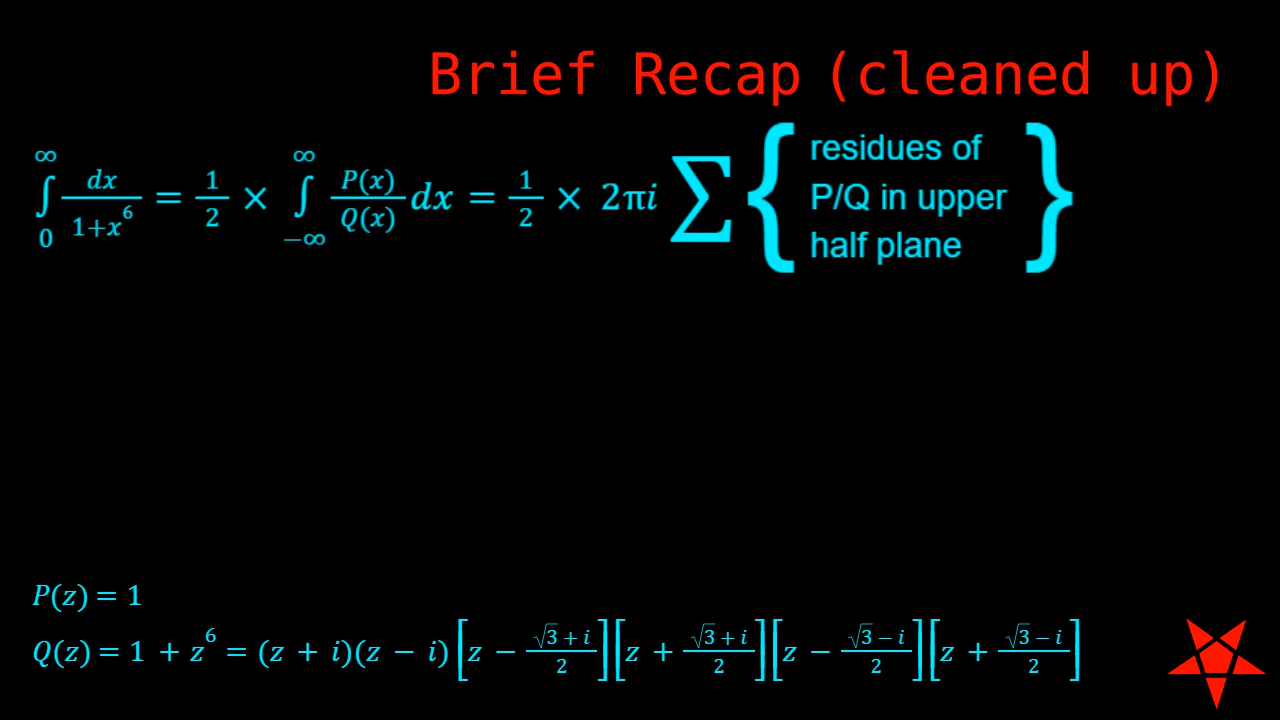 Brief Recap (cleaned up)
∞∫0 dx/1+x⁶ = 1/2 × ∞∫−∞ P(x)/Q(x) dx = 1/2 × 2πi ∑ { residues of P/Q in upper half plane }
P(z) = 1
Q(z) = 1 + z⁶ = (z + i)(z − i) [z − √3 + i/2] [z + √3 + i/2] [z − √3 − i/2] [z + √3 − i/2]